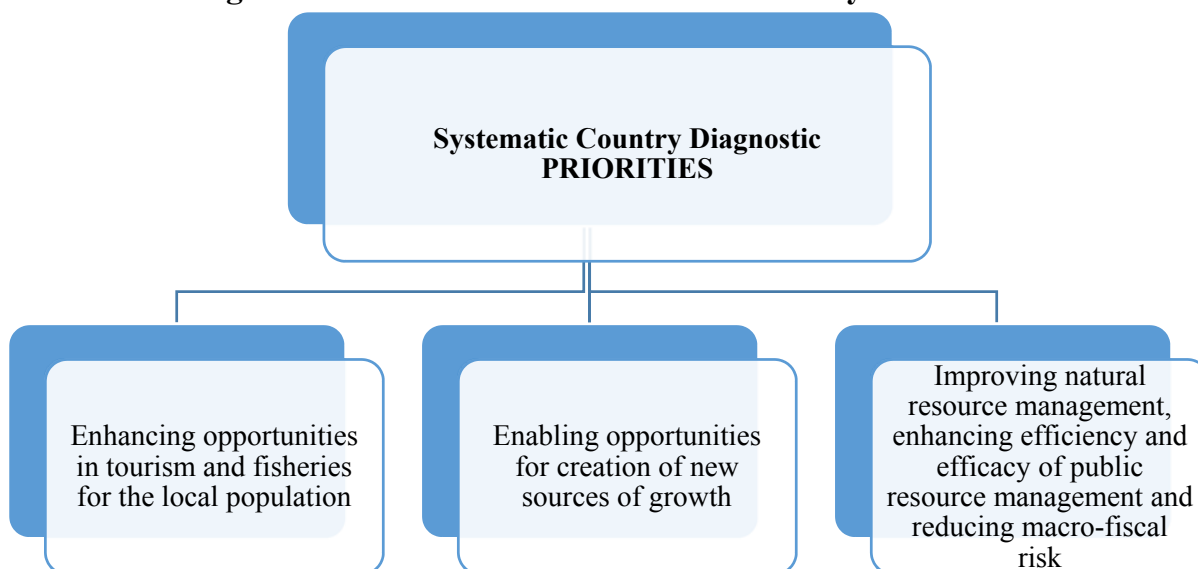 Systematic Country Diagnostic
PRIORITIES
Enhancing opportunities
in tourism and fisheries
for the local population
Enabling opportunities
for creation of new
sources of growth
Improving natural
resource management,
enhancing efficiency and
efficacy of public
resource management and
reducing macro-fiscal
risk